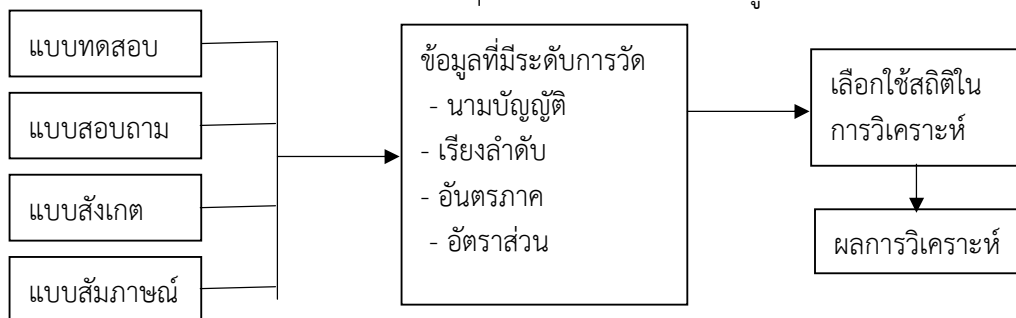 แบบทดสอบ
แบบสอบถาม
แบบสังเกต
แบบสัมภาษณ์
ข้อมูลที่มีระดับการวัด
- นามบัญญัติ
- เรียงลำดับ
- อันตรภาค
- อัตราส่วน
เลือกใช้สถิติใน
การวิเคราะห์
ผลการวิเคราะห์